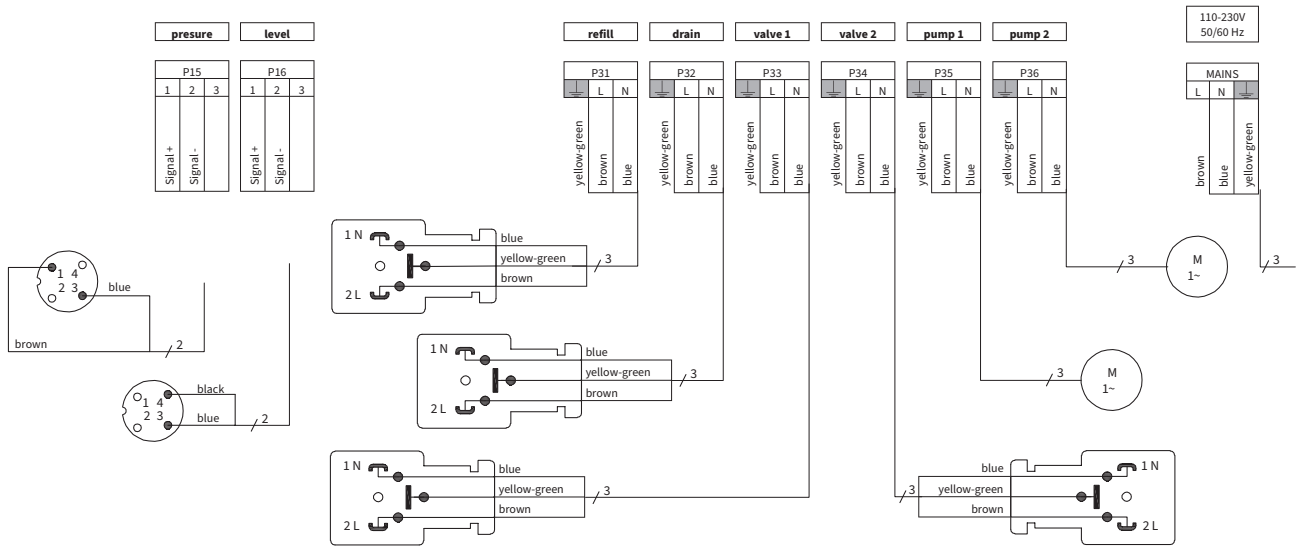 110-230V
50/60 Hz
presure level refill drain valve 1 valve 2 pump 1 pump 2
P15 P16 P31 P32 P33 P34 P35 P36 MAINS
1 2 3 1 2 3 L N L N L N L N L N L N L N
Signal + Signal - Signal + Signal - yellow-green brown blue yellow-green brown blue yellow-green brown blue yellow-green brown blue yellow-green brown blue yellow-green brown blue brown blue yellow-green
1 N blue
yellow-green 3
2 L brown
M
1~
3
3
1 4
2 3 blue
brown 2
1 N blue
yellow-green 3
2 L brown
M
1~
3
1 4 black
2 3 blue 2
1 N blue
yellow-green 3
2 L brown
blue 1 N
3 yellow-green
brown 2 L